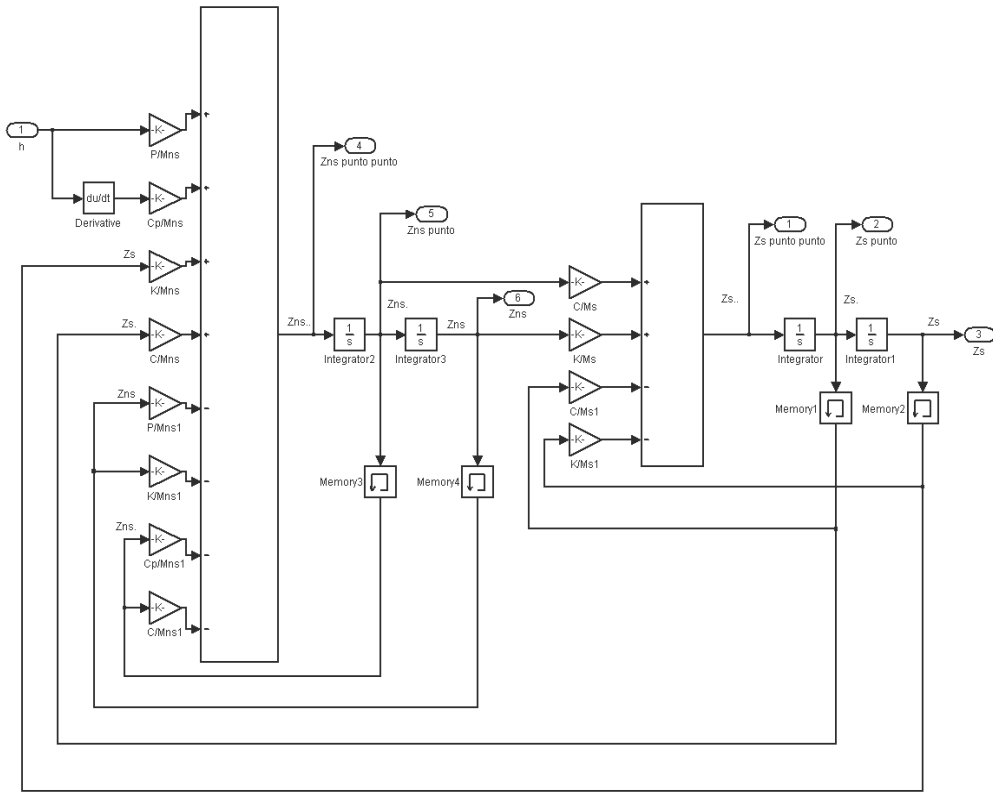 1
h
-K-
P/Mns
du/dt
Derivative
-K-
Cp/Mns
Zs
-K-
K/Mns
Zs.
-K-
C/Mns
Zns
-K-
P/Mns1
-K-
K/Mns1
Zns.
-K-
Cp/Mns1
-K-
C/Mns1
+
+
+
+
-
-
-
-
Zns..
4
Zns punto punto
1
s
Integrator2
5
Zns punto
Zns.
1
s
Integrator3
Zns
6
Zns
Memory3
Memory4
-K-
C/Ms
-K-
K/Ms
-K-
C/Ms1
-K-
K/Ms1
+
+
-
-
Zs..
1
Zs punto punto
1
s
Integrator
2
Zs punto
Zs.
1
s
Integrator1
Zs
3
Zs
Memory1
Memory2